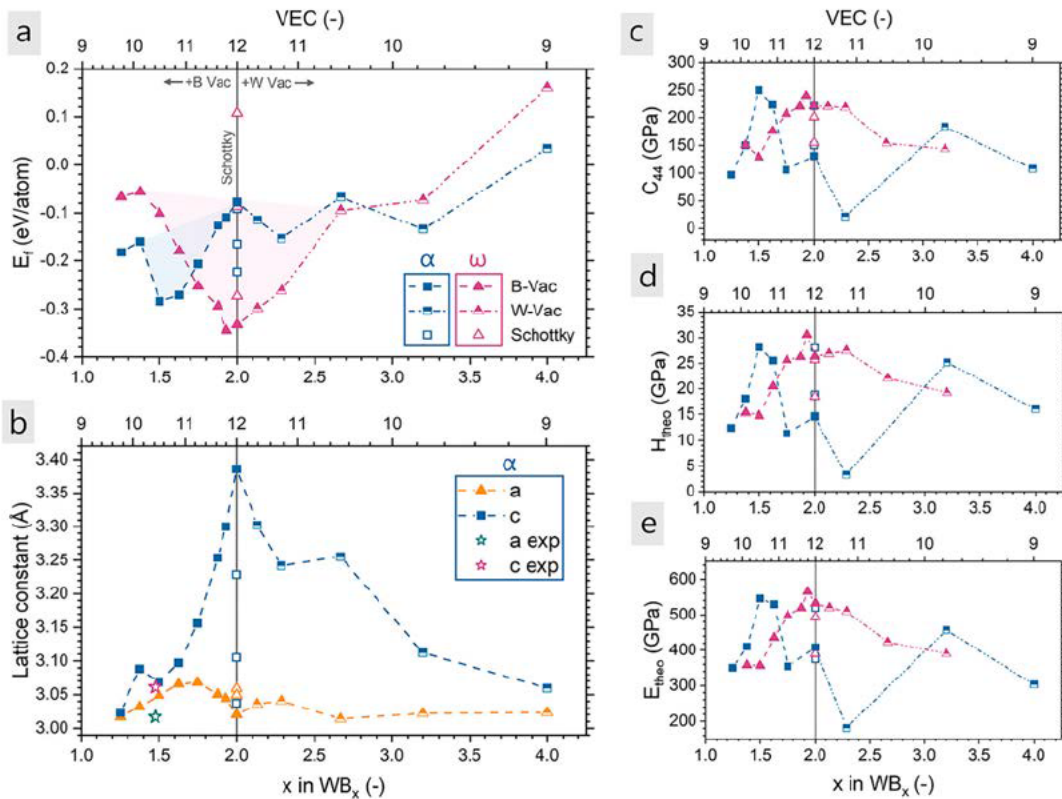 a
VEC (-)
9 10 11 12 11 10 9
+B Vac +W Vac
Schottky
0.2
0.1
0.0
-0.1
-0.2
-0.3
-0.4
E_f (eV/atom)
α ω
B-Vac
W-Vac
Schottky
1.0 1.5 2.0 2.5 3.0 3.5 4.0
b
9 10 11 12 11 10 9
3.40
3.35
3.30
3.25
3.20
3.15
3.10
3.05
3.00
Lattice constant (Å)
α
a
c
a exp
c exp
1.0 1.5 2.0 2.5 3.0 3.5 4.0
x in WB_x (-)
c
VEC (-)
9 10 11 12 11 10 9
300
250
200
150
100
50
0
C_44 (GPa)
1.0 1.5 2.0 2.5 3.0 3.5 4.0
d
9 10 11 12 11 10 9
35
30
25
20
15
10
5
0
H_theo (GPa)
1.0 1.5 2.0 2.5 3.0 3.5 4.0
e
9 10 11 12 11 10 9
600
500
400
300
200
E_theo (GPa)
1.0 1.5 2.0 2.5 3.0 3.5 4.0
x in WB_x (-)